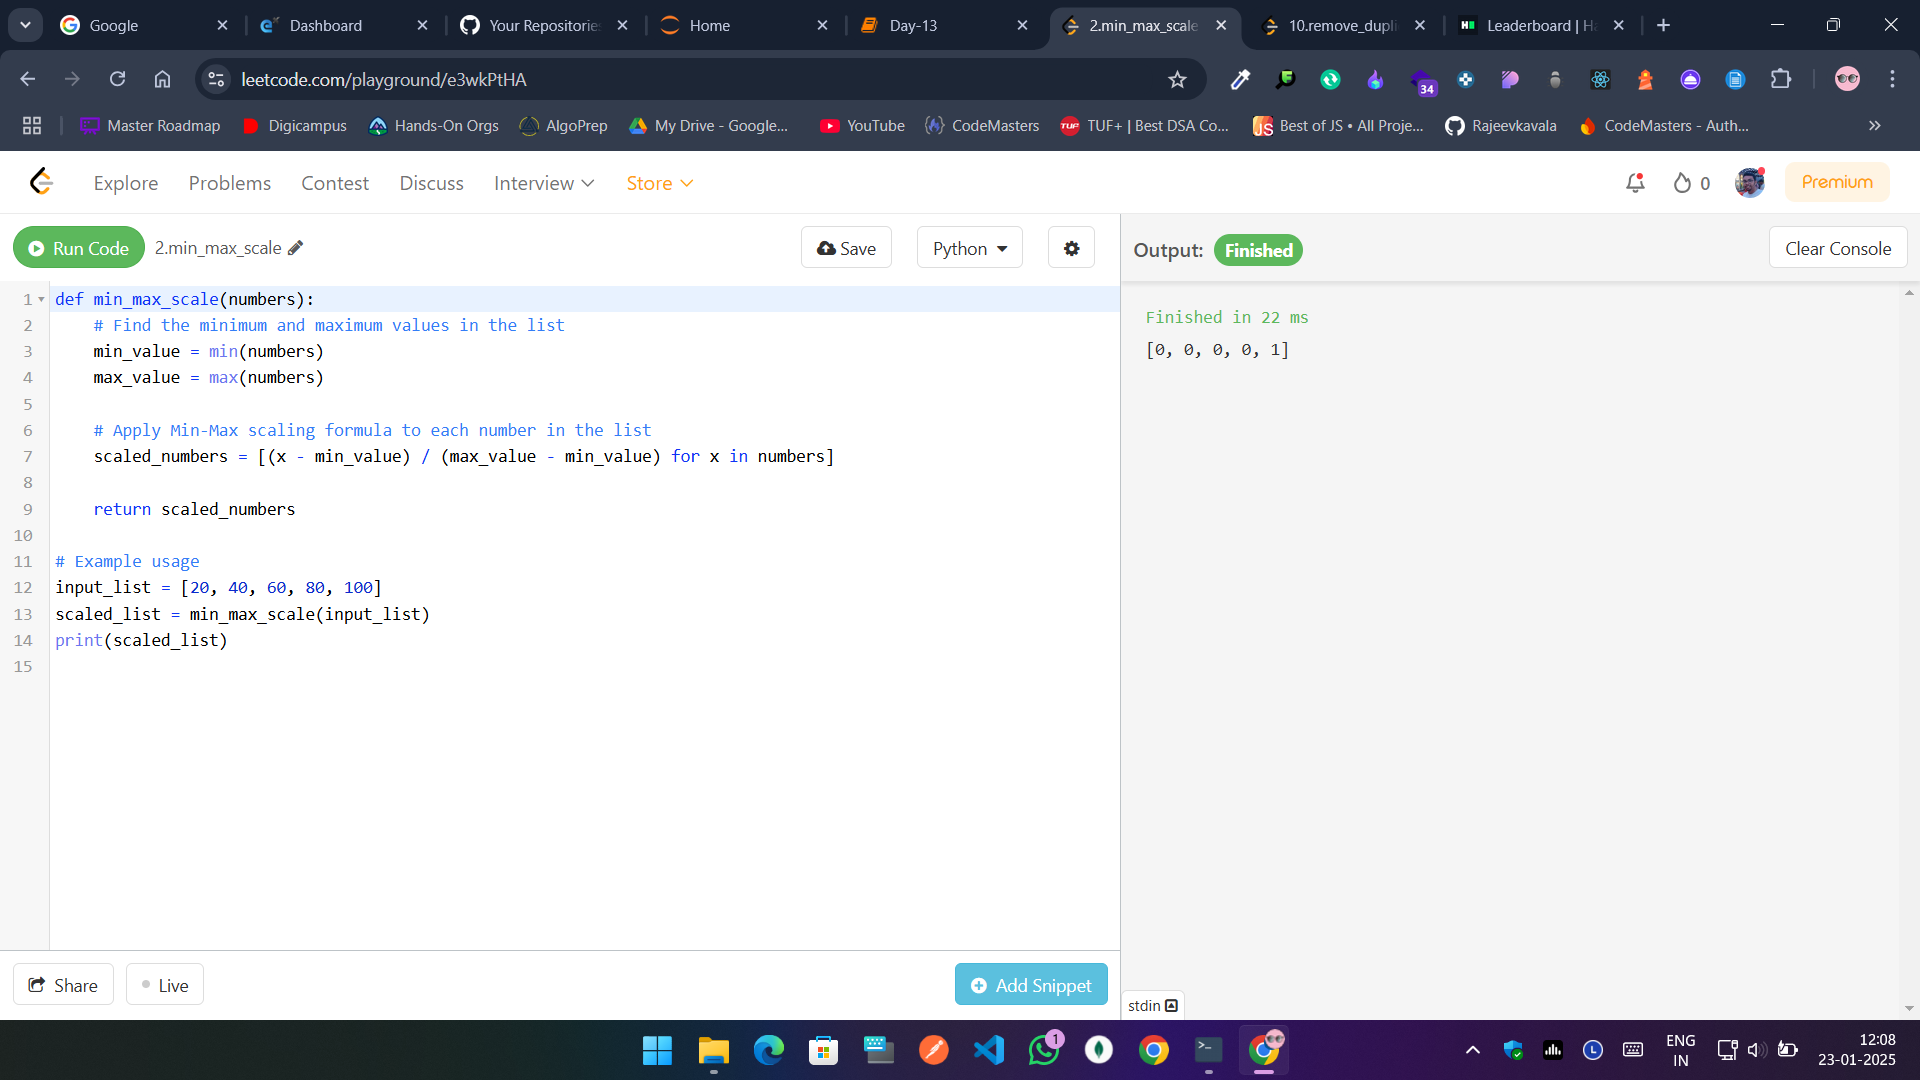 Google
Dashboard
Your Repositories
Home
Day-13
2.min_max_scale
10.remove_dupli
Leaderboard | Ha
leetcode.com/playground/e3wkPtHA
34
Master Roadmap
Digicampus
Hands-On Orgs
AlgoPrep
My Drive - Google...
YouTube
CodeMasters
TUF+ | Best DSA Co...
Best of JS • All Proje...
Rajeevkavala
CodeMasters - Auth...
Explore
Problems
Contest
Discuss
Interview
Store
0
Premium
Run Code
2.min_max_scale
Save
Python
Output:
Finished
Clear Console
1 def min_max_scale(numbers):
2     # Find the minimum and maximum values in the list
3     min_value = min(numbers)
4     max_value = max(numbers)
5
6     # Apply Min-Max scaling formula to each number in the list
7     scaled_numbers = [(x - min_value) / (max_value - min_value) for x in numbers]
8
9     return scaled_numbers
10
11 # Example usage
12 input_list = [20, 40, 60, 80, 100]
13 scaled_list = min_max_scale(input_list)
14 print(scaled_list)
15
Finished in 22 ms
[0, 0, 0, 0, 1]
Share
Live
Add Snippet
stdin
1
ENG
IN
12:08
23-01-2025